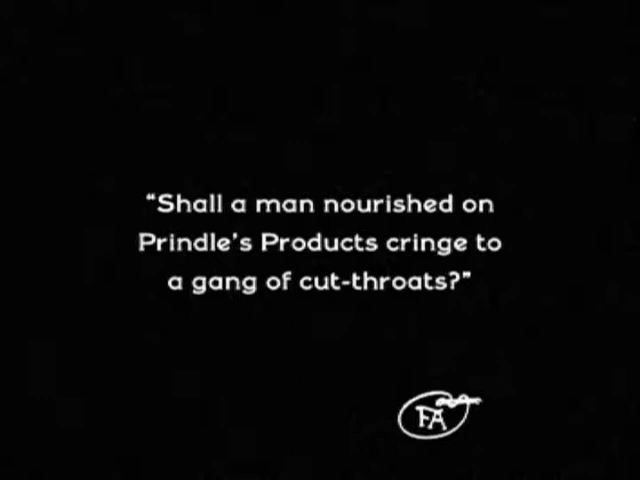 “Shall a man nourished on
Prindle’s Products cringe to
a gang of cut-throats?”
FA